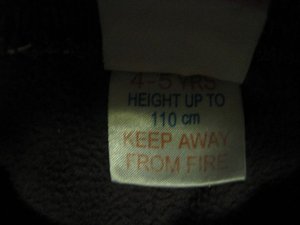 4-5 YRS
HEIGHT UP TO
110 cm
KEEP AWAY
FROM FIRE